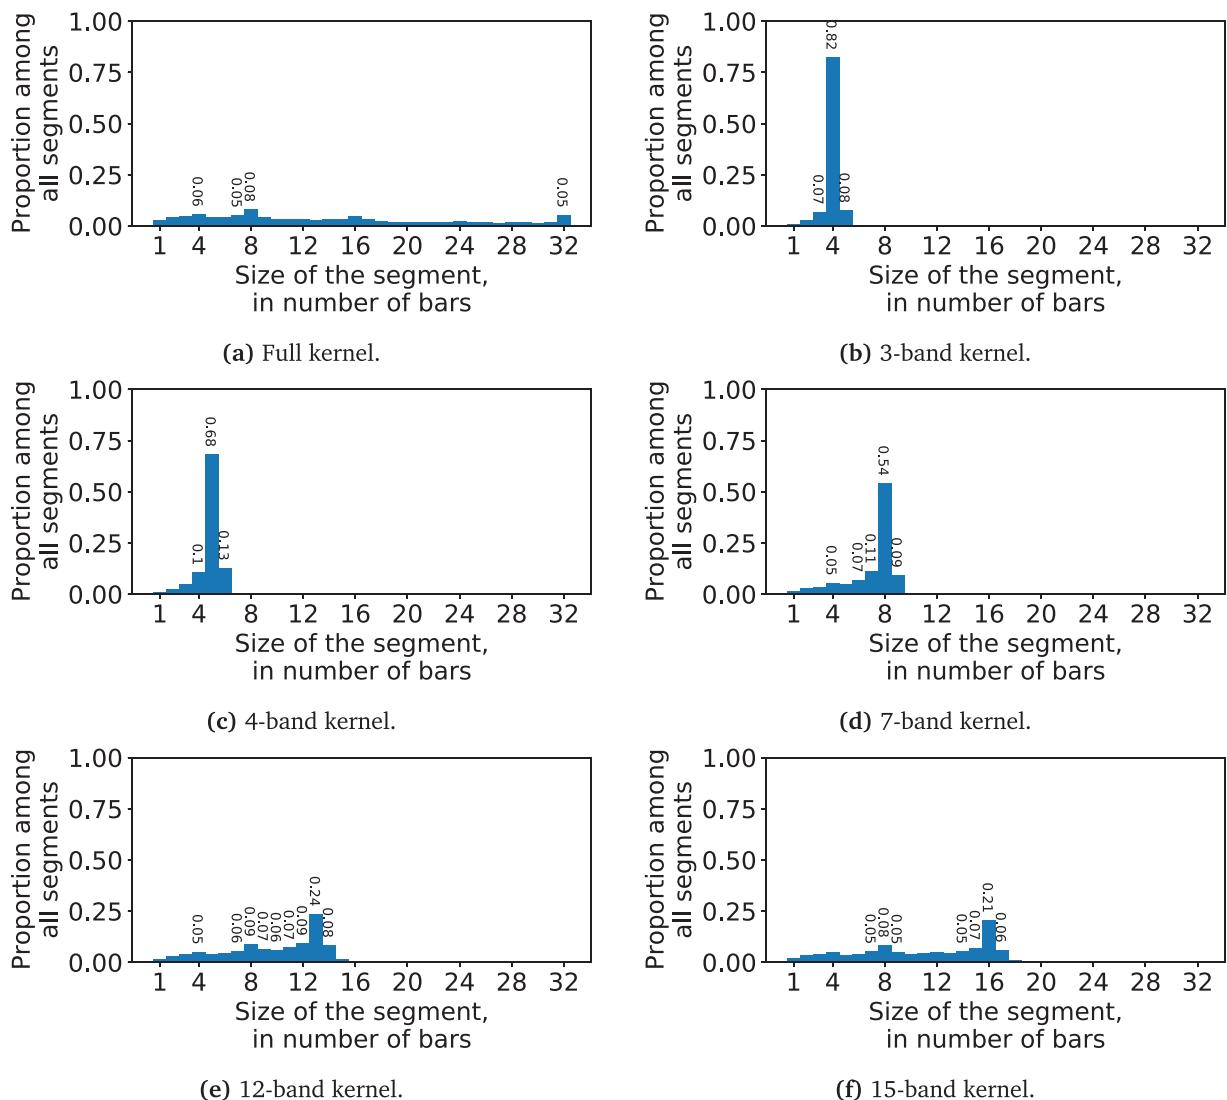 Proportion among
all segments
1.00
0.75
0.50
0.25
0.00
0.06
0.05
0.08
0.05
1 4 8 12 16 20 24 28 32
Size of the segment,
in number of bars
(a) Full kernel.
Proportion among
all segments
1.00
0.75
0.50
0.25
0.00
0.07
0.82
0.08
1 4 8 12 16 20 24 28 32
Size of the segment,
in number of bars
(b) 3-band kernel.
Proportion among
all segments
1.00
0.75
0.50
0.25
0.00
0.1
0.68
0.13
1 4 8 12 16 20 24 28 32
Size of the segment,
in number of bars
(c) 4-band kernel.
Proportion among
all segments
1.00
0.75
0.50
0.25
0.00
0.05
0.07
0.11
0.54
0.09
1 4 8 12 16 20 24 28 32
Size of the segment,
in number of bars
(d) 7-band kernel.
Proportion among
all segments
1.00
0.75
0.50
0.25
0.00
0.05
0.06
0.09
0.07
0.06
0.07
0.09
0.24
0.08
1 4 8 12 16 20 24 28 32
Size of the segment,
in number of bars
(e) 12-band kernel.
Proportion among
all segments
1.00
0.75
0.50
0.25
0.00
0.05
0.08
0.05
0.05
0.07
0.21
0.06
1 4 8 12 16 20 24 28 32
Size of the segment,
in number of bars
(f) 15-band kernel.